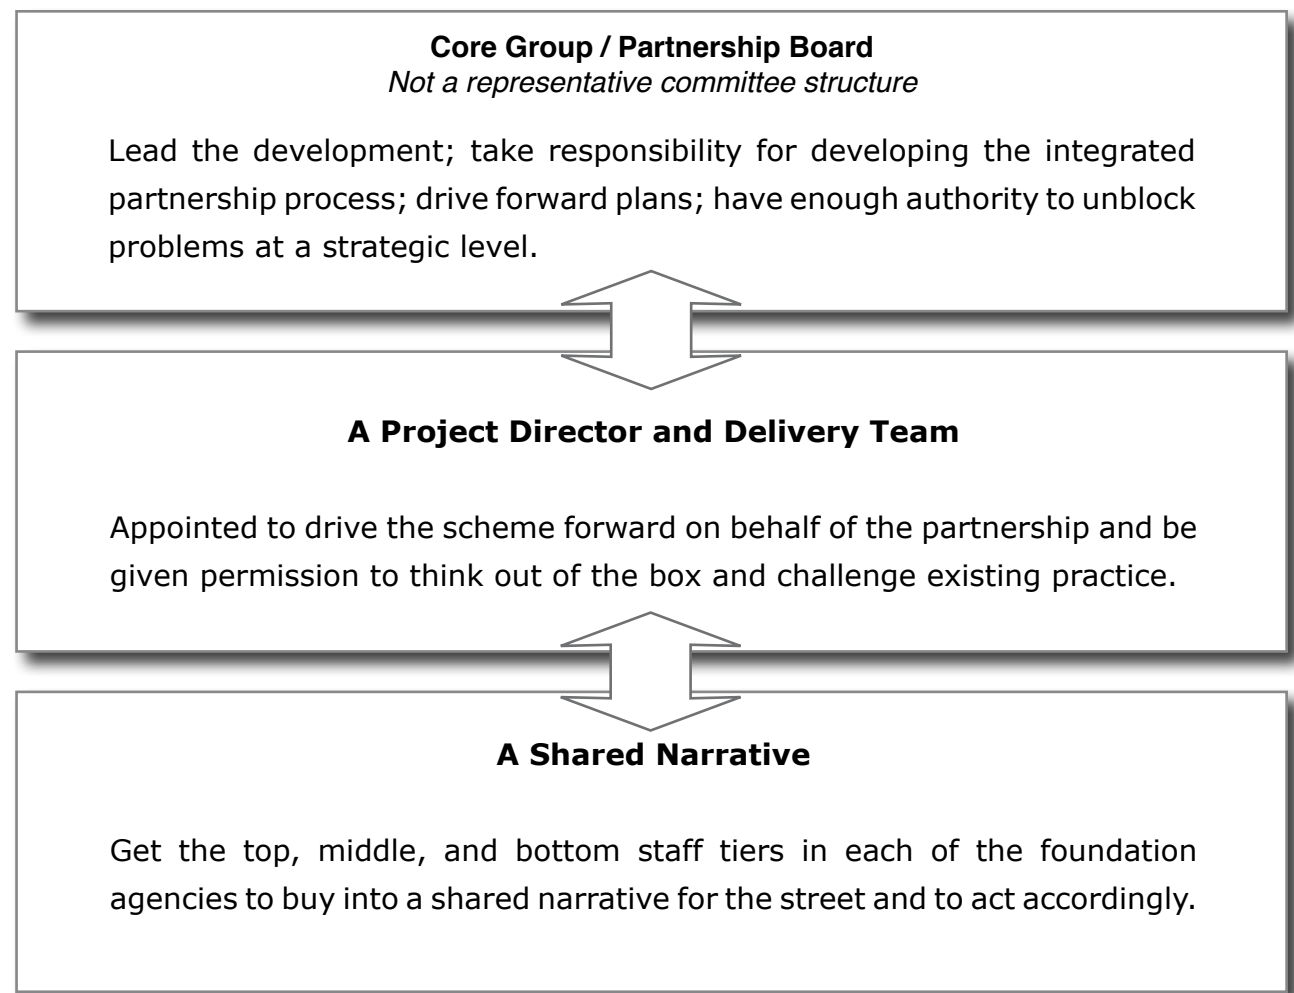 Core Group / Partnership Board
Not a representative committee structure
Lead the development; take responsibility for developing the integrated
partnership process; drive forward plans; have enough authority to unblock
problems at a strategic level.
A Project Director and Delivery Team
Appointed to drive the scheme forward on behalf of the partnership and be
given permission to think out of the box and challenge existing practice.
A Shared Narrative
Get the top, middle, and bottom staff tiers in each of the foundation
agencies to buy into a shared narrative for the street and to act accordingly.